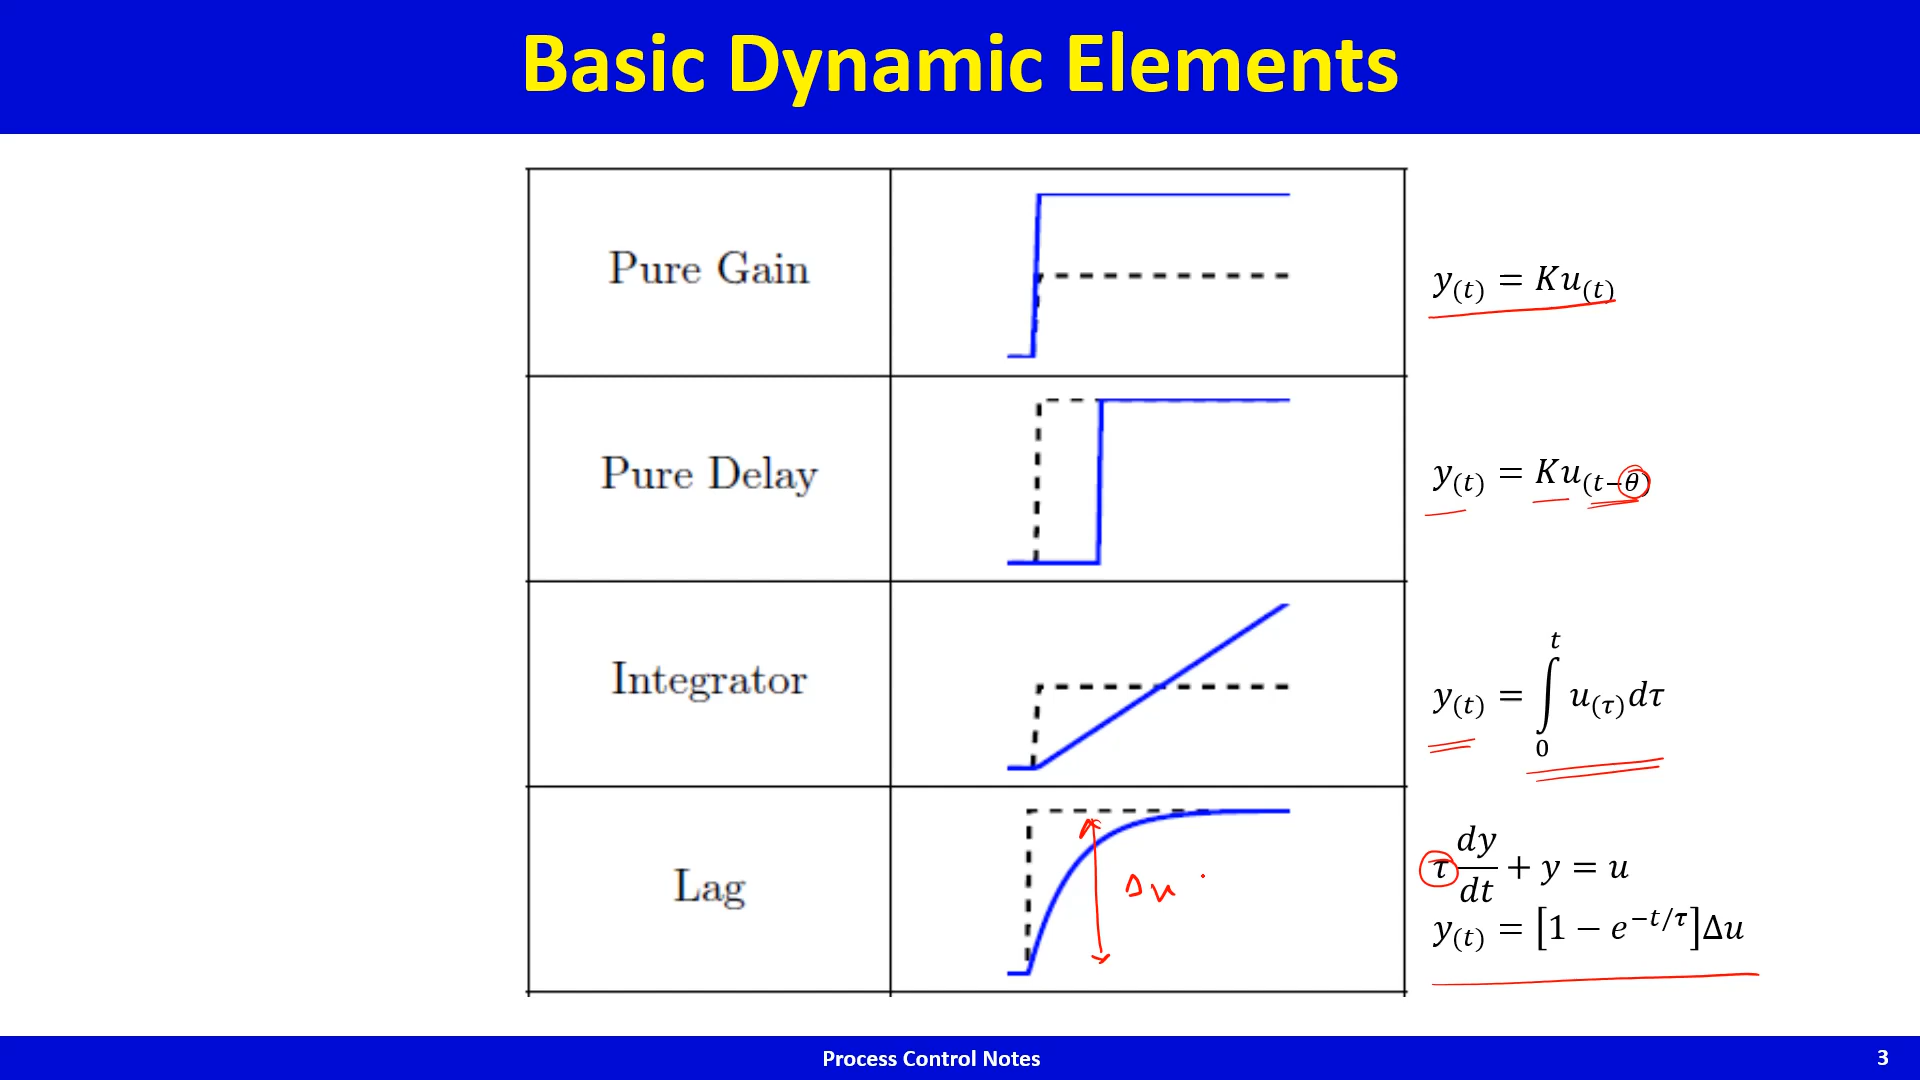 Basic Dynamic Elements
Pure Gain
y(t) = Ku(t)
Pure Delay
y(t) = Ku(t−θ)
Integrator
y(t) = ∫₀ᵗ u(τ)dτ
Lag
Δu
τ dy/dt + y = u
y(t) = [1 − e^−t/τ]Δu
Process Control Notes
3